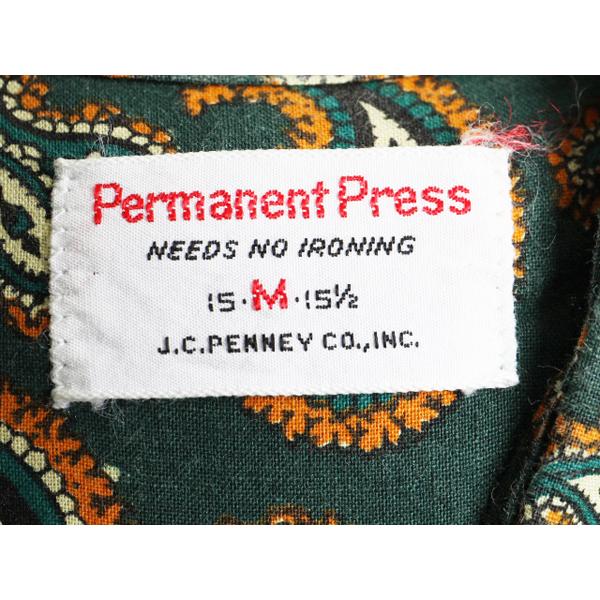 Permanent Press
NEEDS NO IRONING
15·M·15½
J.C.PENNEY CO.,INC.